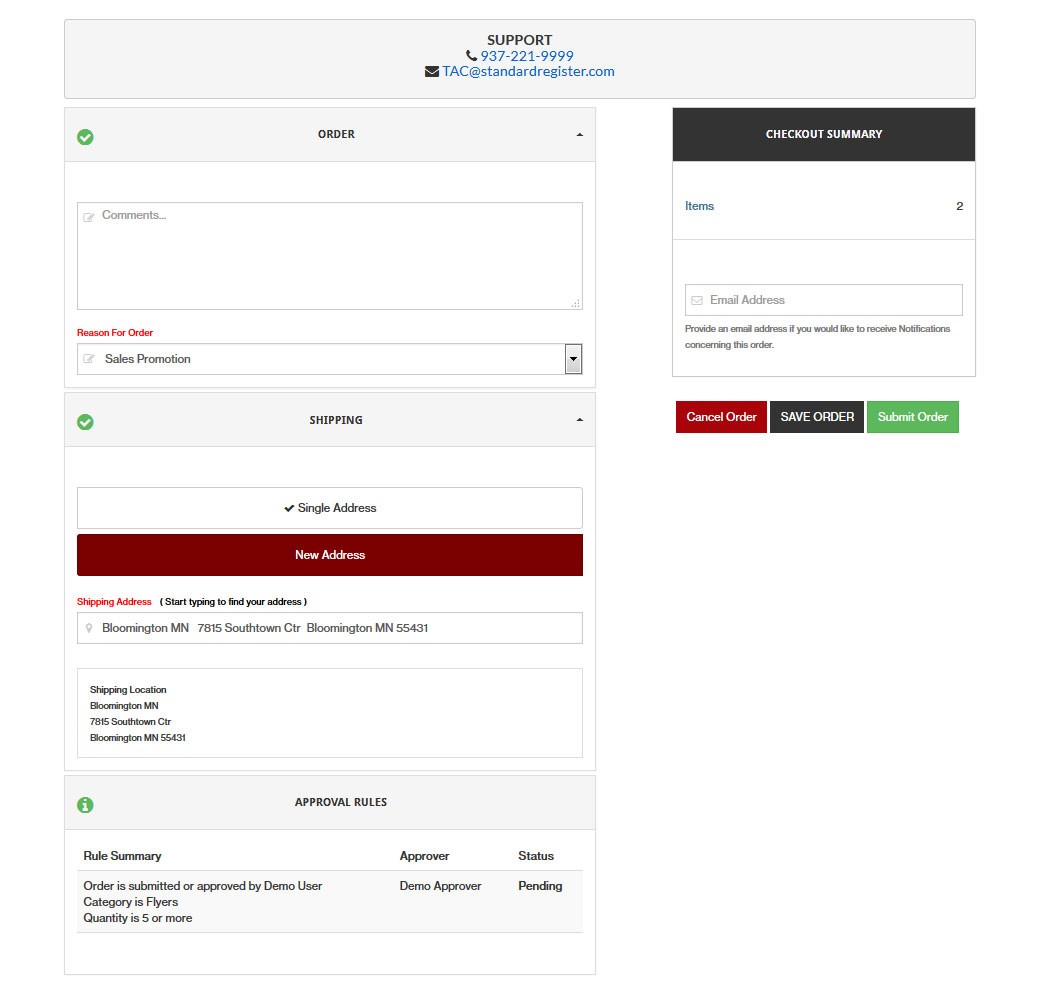 SUPPORT
937-221-9999
TAC@standardregister.com
ORDER
Comments...
Reason For Order
Sales Promotion
SHIPPING
Single Address
New Address
Shipping Address ( Start typing to find your address )
Bloomington MN 7815 Southtown Ctr Bloomington MN 55431
Shipping Location
Bloomington MN
7815 Southtown Ctr
Bloomington MN 55431
APPROVAL RULES
Rule Summary Approver Status
Order is submitted or approved by Demo User Demo Approver Pending
Category is Flyers
Quantity is 5 or more
CHECKOUT SUMMARY
Items 2
Email Address
Provide an email address if you would like to receive Notifications
concerning this order.
Cancel Order SAVE ORDER Submit Order